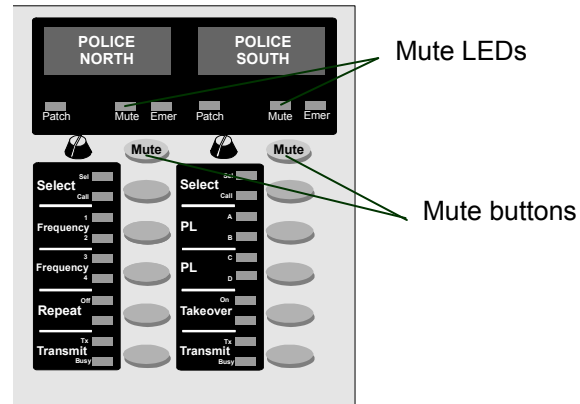 POLICE
NORTH
POLICE
SOUTH
Mute LEDs
Patch Mute Emer Patch Mute Emer
Mute Mute
Mute buttons
Sel
Select
Call
Sel
Select
Call
1
Frequency
2
A
PL
B
3
Frequency
4
C
PL
D
Off
Repeat
On
Takeover
Tx
Transmit
Busy
Tx
Transmit
Busy